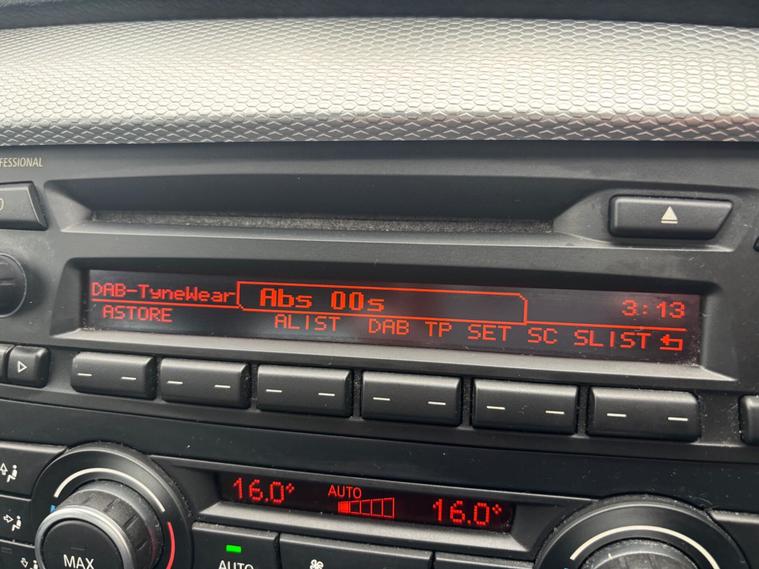 FESSIONAL
DAB-TyneWear Abs 00s 3:13
ASTORE ALIST DAB TP SET SC SLIST
16.0° AUTO 16.0°
MAX AUTO